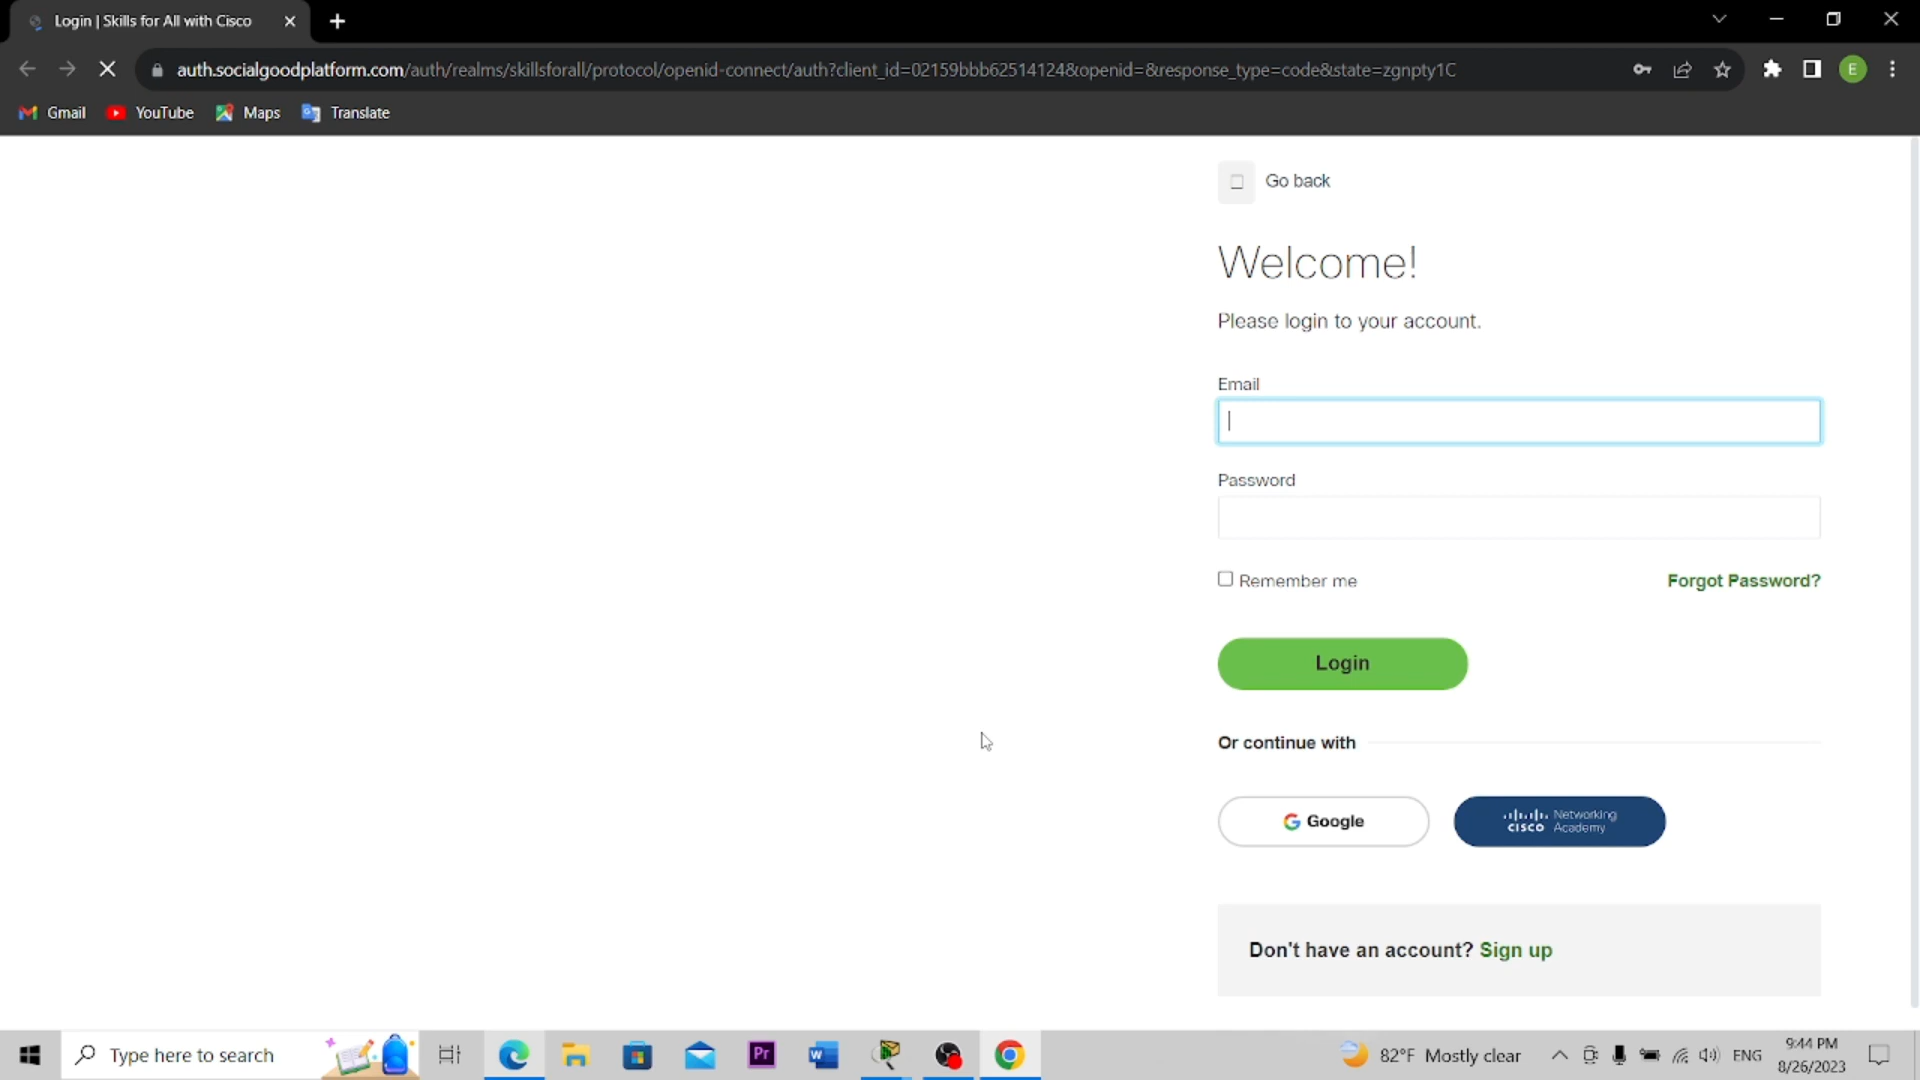 Login | Skills for All with Cisco
auth.socialgoodplatform.com/auth/realms/skillsforall/protocol/openid-connect/auth?client_id=02159bbb62514124&openid=&response_type=code&state=zgnpty1C
E
Gmail YouTube Maps Translate
Go back
Welcome!
Please login to your account.
Email
Password
Remember me Forgot Password?
Login
Or continue with
Google
CISCO Networking Academy
Don't have an account? Sign up
Type here to search
Pr
W
82°F Mostly clear
ENG
9:44 PM
8/26/2023